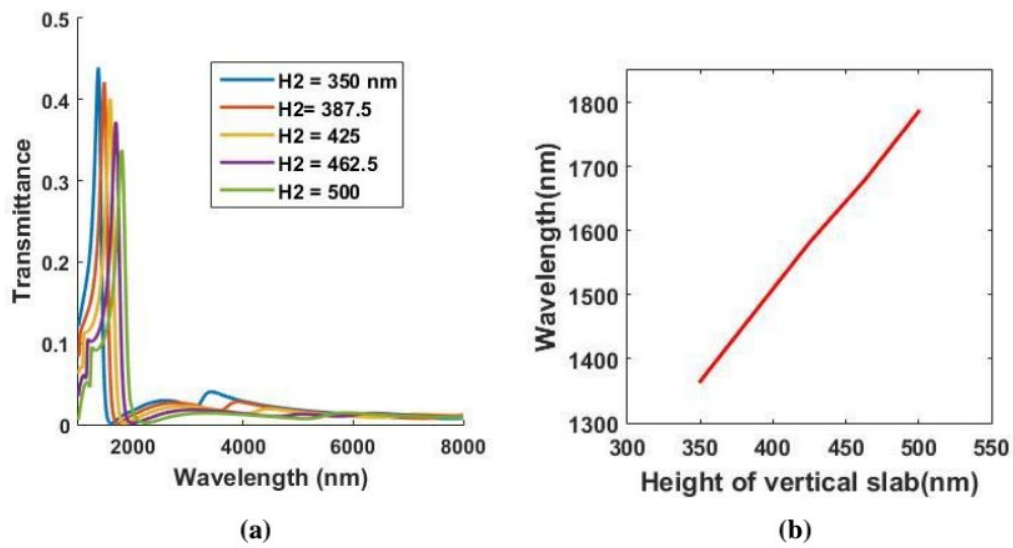 0.5
0.4
0.3
0.2
0.1
0
Transmittance
H2 = 350 nm
H2= 387.5
H2 = 425
H2 = 462.5
H2 = 500
2000 4000 6000 8000
Wavelength (nm)
(a)
1800
1700
1600
1500
1400
1300
Wavelength(nm)
300 350 400 450 500 550
Height of vertical slab(nm)
(b)